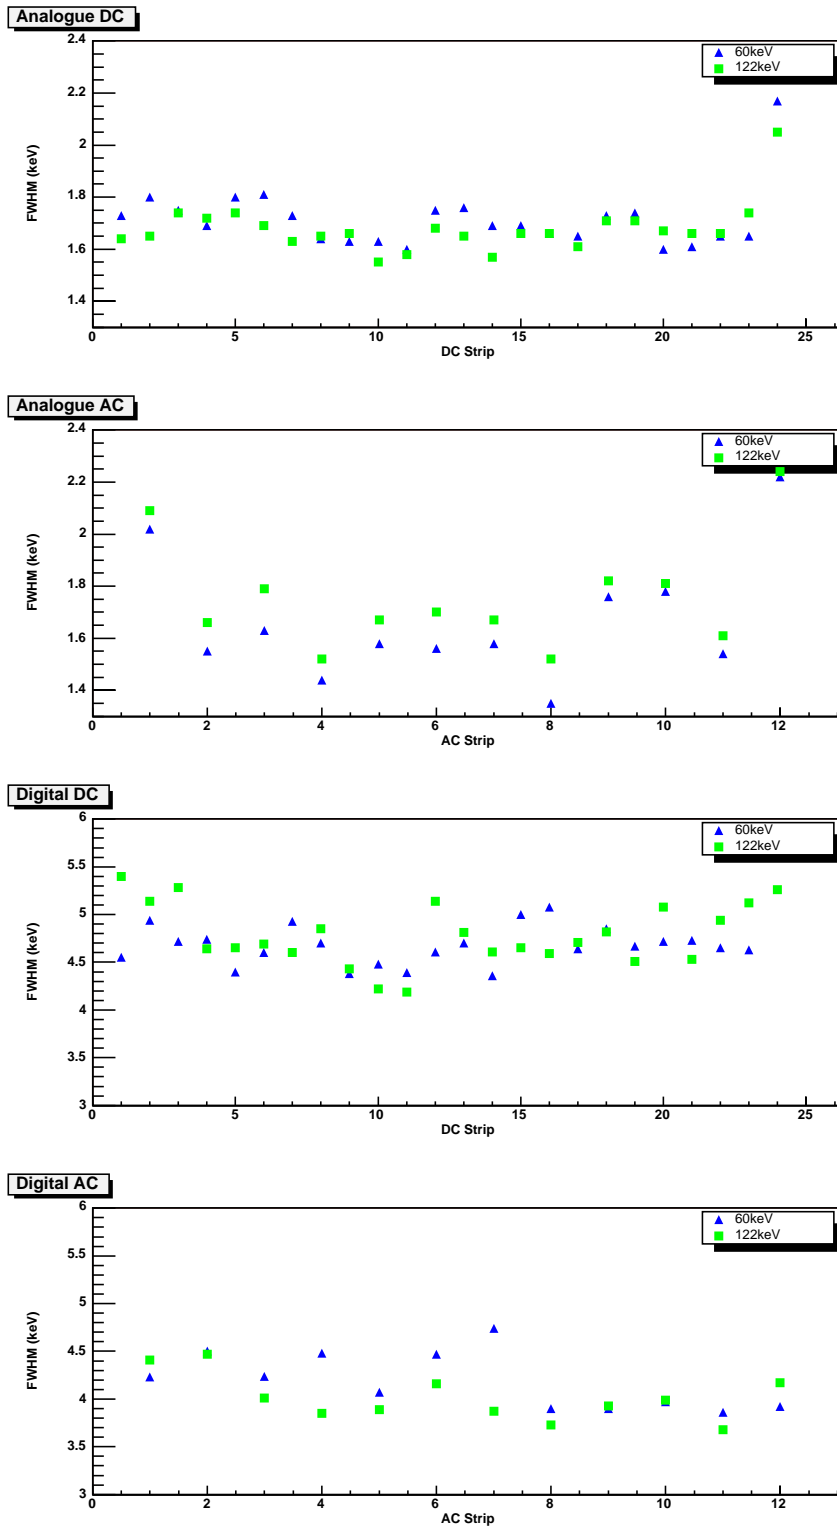 Analogue DC
2.4
60keV
122keV
2.2
2
FWHM (keV)
1.8
1.6
1.4
0 5 10 15 20 25
DC Strip
Analogue AC
2.4
60keV
122keV
2.2
2
FWHM (keV)
1.8
1.6
1.4
0 2 4 6 8 10 12
AC Strip
Digital DC
6
60keV
122keV
5.5
5
FWHM (keV)
4.5
4
3.5
3
0 5 10 15 20 25
DC Strip
Digital AC
6
60keV
122keV
5.5
5
FWHM (keV)
4.5
4
3.5
3
0 2 4 6 8 10 12
AC Strip